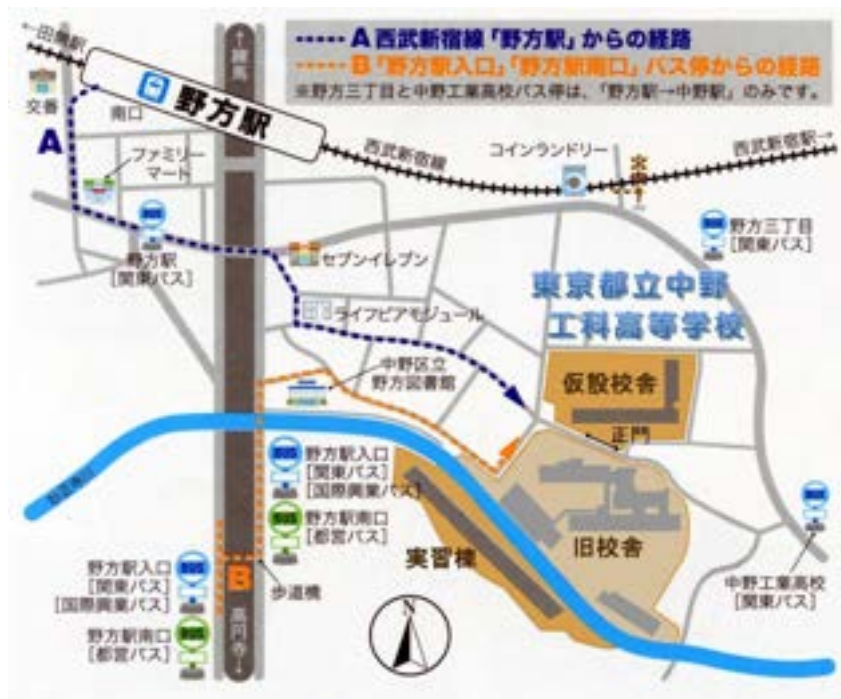 A 西武新宿線「野方駅」からの経路
B 「野方駅入口」「野方駅南口」バス停からの経路
※野方三丁目と中野工業高校バス停は、「野方駅→中野駅」のみです。
←田無駅
↑練馬
交番
南口
野方駅
A
ファミリー
マート
西武新宿線
コインランドリー
西武新宿駅→
BUS
野方駅
[関東バス]
BUS
野方三丁目
[関東バス]
セブンイレブン
ライフピアモジュール
東京都立中野
工科高等学校
中野区立
野方図書館
仮設校舎
正門
BUS
野方駅入口
[関東バス]
[国際興業バス]
BUS
野方駅南口
[都営バス]
実習棟
旧校舎
BUS
中野工業高校
[関東バス]
BUS
野方駅入口
[関東バス]
[国際興業バス]
BUS
野方駅南口
[都営バス]
B
歩道橋
高円寺↓
N